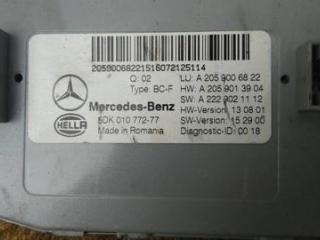 20590068221516072125114
Q: 02 LU: A 205 900 68 22
Type: BC-F HW: A 205 901 39 04
SW: A 222 902 11 12
Mercedes-Benz HW-Version: 13 08 01
HELLA 5DK 010 772-77 SW-Version: 15 29 00
Made in Romania Diagnostic-ID: 00 18